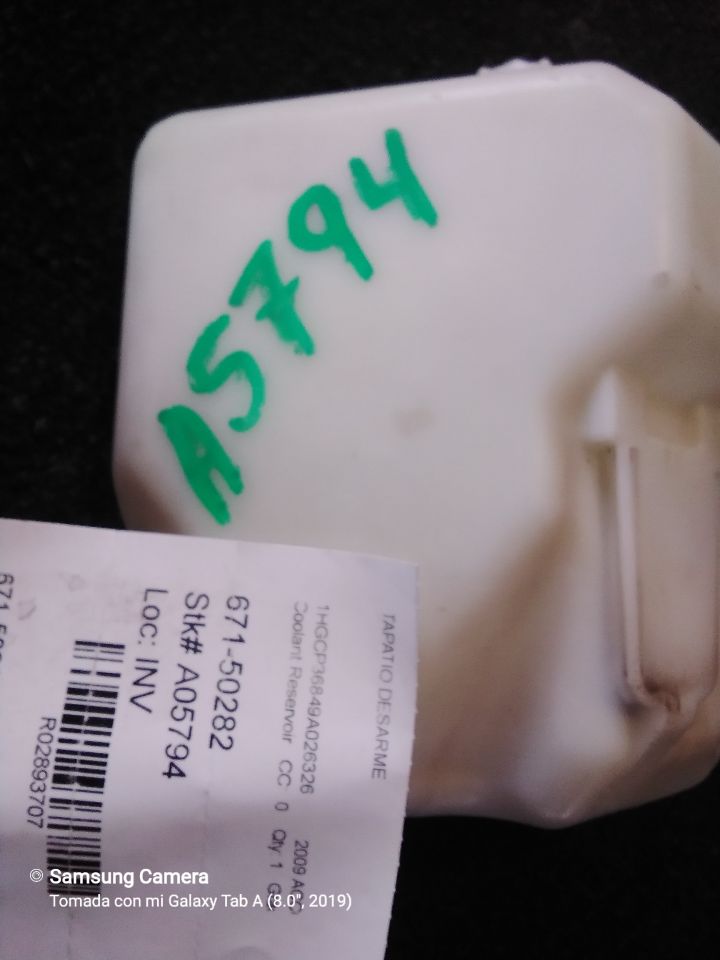 A5794
TAPATIO DESARME
1HGCP36849A026326 2009
Coolant Reservoir CC 0 Qty 1
671-50282
Stk# A05794
Loc: INV
R02893707
Samsung Camera
Tomada con mi Galaxy Tab A (8.0", 2019)